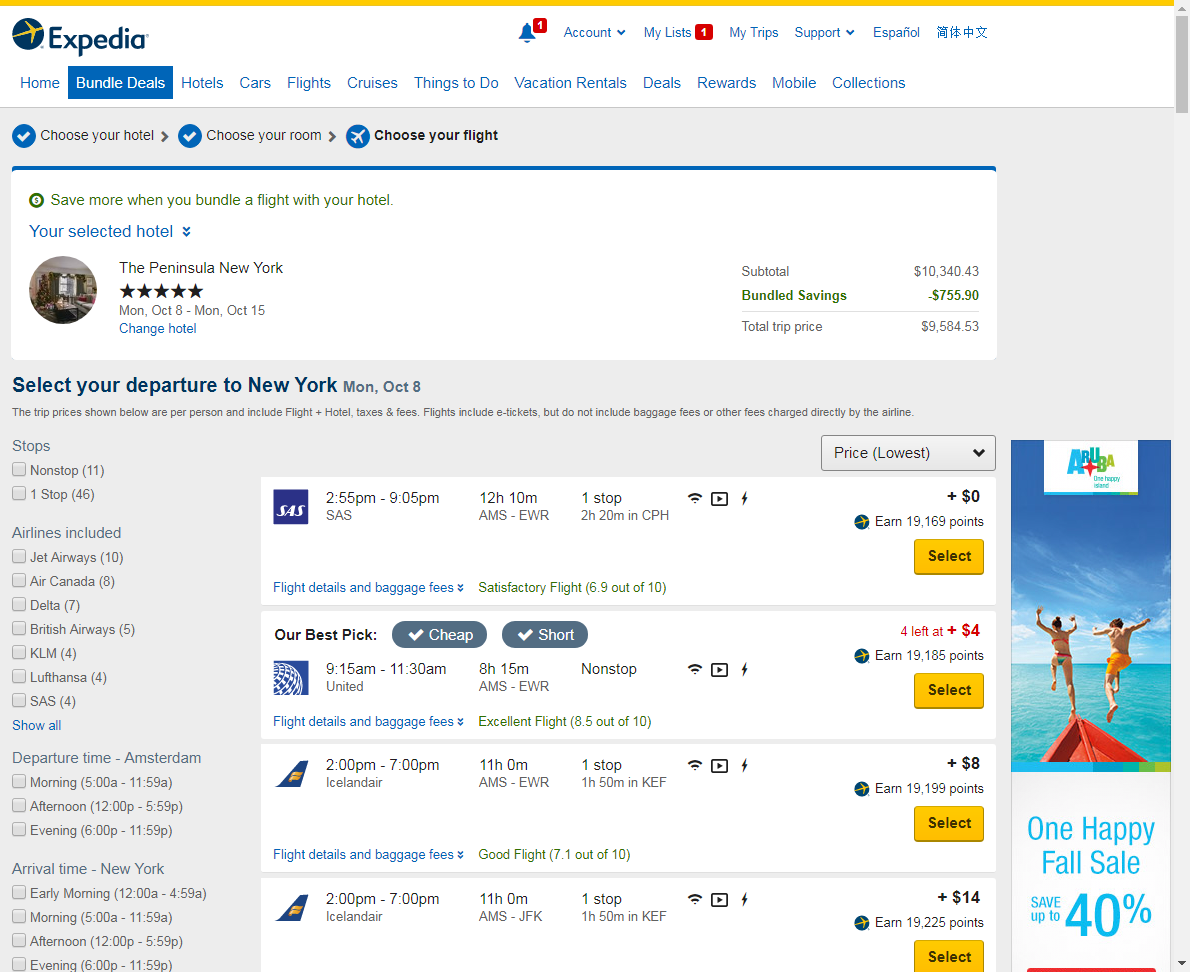 Expedia
1
Account
My Lists 1
My Trips
Support
Español
简体中文
Home
Bundle Deals
Hotels
Cars
Flights
Cruises
Things to Do
Vacation Rentals
Deals
Rewards
Mobile
Collections
Choose your hotel
Choose your room
Choose your flight
Save more when you bundle a flight with your hotel.
Your selected hotel
The Peninsula New York
Mon, Oct 8 - Mon, Oct 15
Change hotel
Subtotal $10,340.43
Bundled Savings -$755.90
Total trip price $9,584.53
Select your departure to New York Mon, Oct 8
The trip prices shown below are per person and include Flight + Hotel, taxes & fees. Flights include e-tickets, but do not include baggage fees or other fees charged directly by the airline.
Stops
Nonstop (11)
1 Stop (46)
Airlines included
Jet Airways (10)
Air Canada (8)
Delta (7)
British Airways (5)
KLM (4)
Lufthansa (4)
SAS (4)
Show all
Departure time - Amsterdam
Morning (5:00a - 11:59a)
Afternoon (12:00p - 5:59p)
Evening (6:00p - 11:59p)
Arrival time - New York
Early Morning (12:00a - 4:59a)
Morning (5:00a - 11:59a)
Afternoon (12:00p - 5:59p)
Evening (6:00p - 11:59p)
Price (Lowest)
SAS
2:55pm - 9:05pm 12h 10m 1 stop + $0
SAS AMS - EWR 2h 20m in CPH
Earn 19,169 points
Select
Flight details and baggage fees Satisfactory Flight (6.9 out of 10)
Our Best Pick: Cheap Short 4 left at + $4
Earn 19,185 points
9:15am - 11:30am 8h 15m Nonstop
United AMS - EWR
Select
Flight details and baggage fees Excellent Flight (8.5 out of 10)
2:00pm - 7:00pm 11h 0m 1 stop + $8
Icelandair AMS - EWR 1h 50m in KEF
Earn 19,199 points
Select
Flight details and baggage fees Good Flight (7.1 out of 10)
2:00pm - 7:00pm 11h 0m 1 stop + $14
Icelandair AMS - JFK 1h 50m in KEF
Earn 19,225 points
Select
ARUBA
One happy
island
One Happy
Fall Sale
SAVE
up to
40%